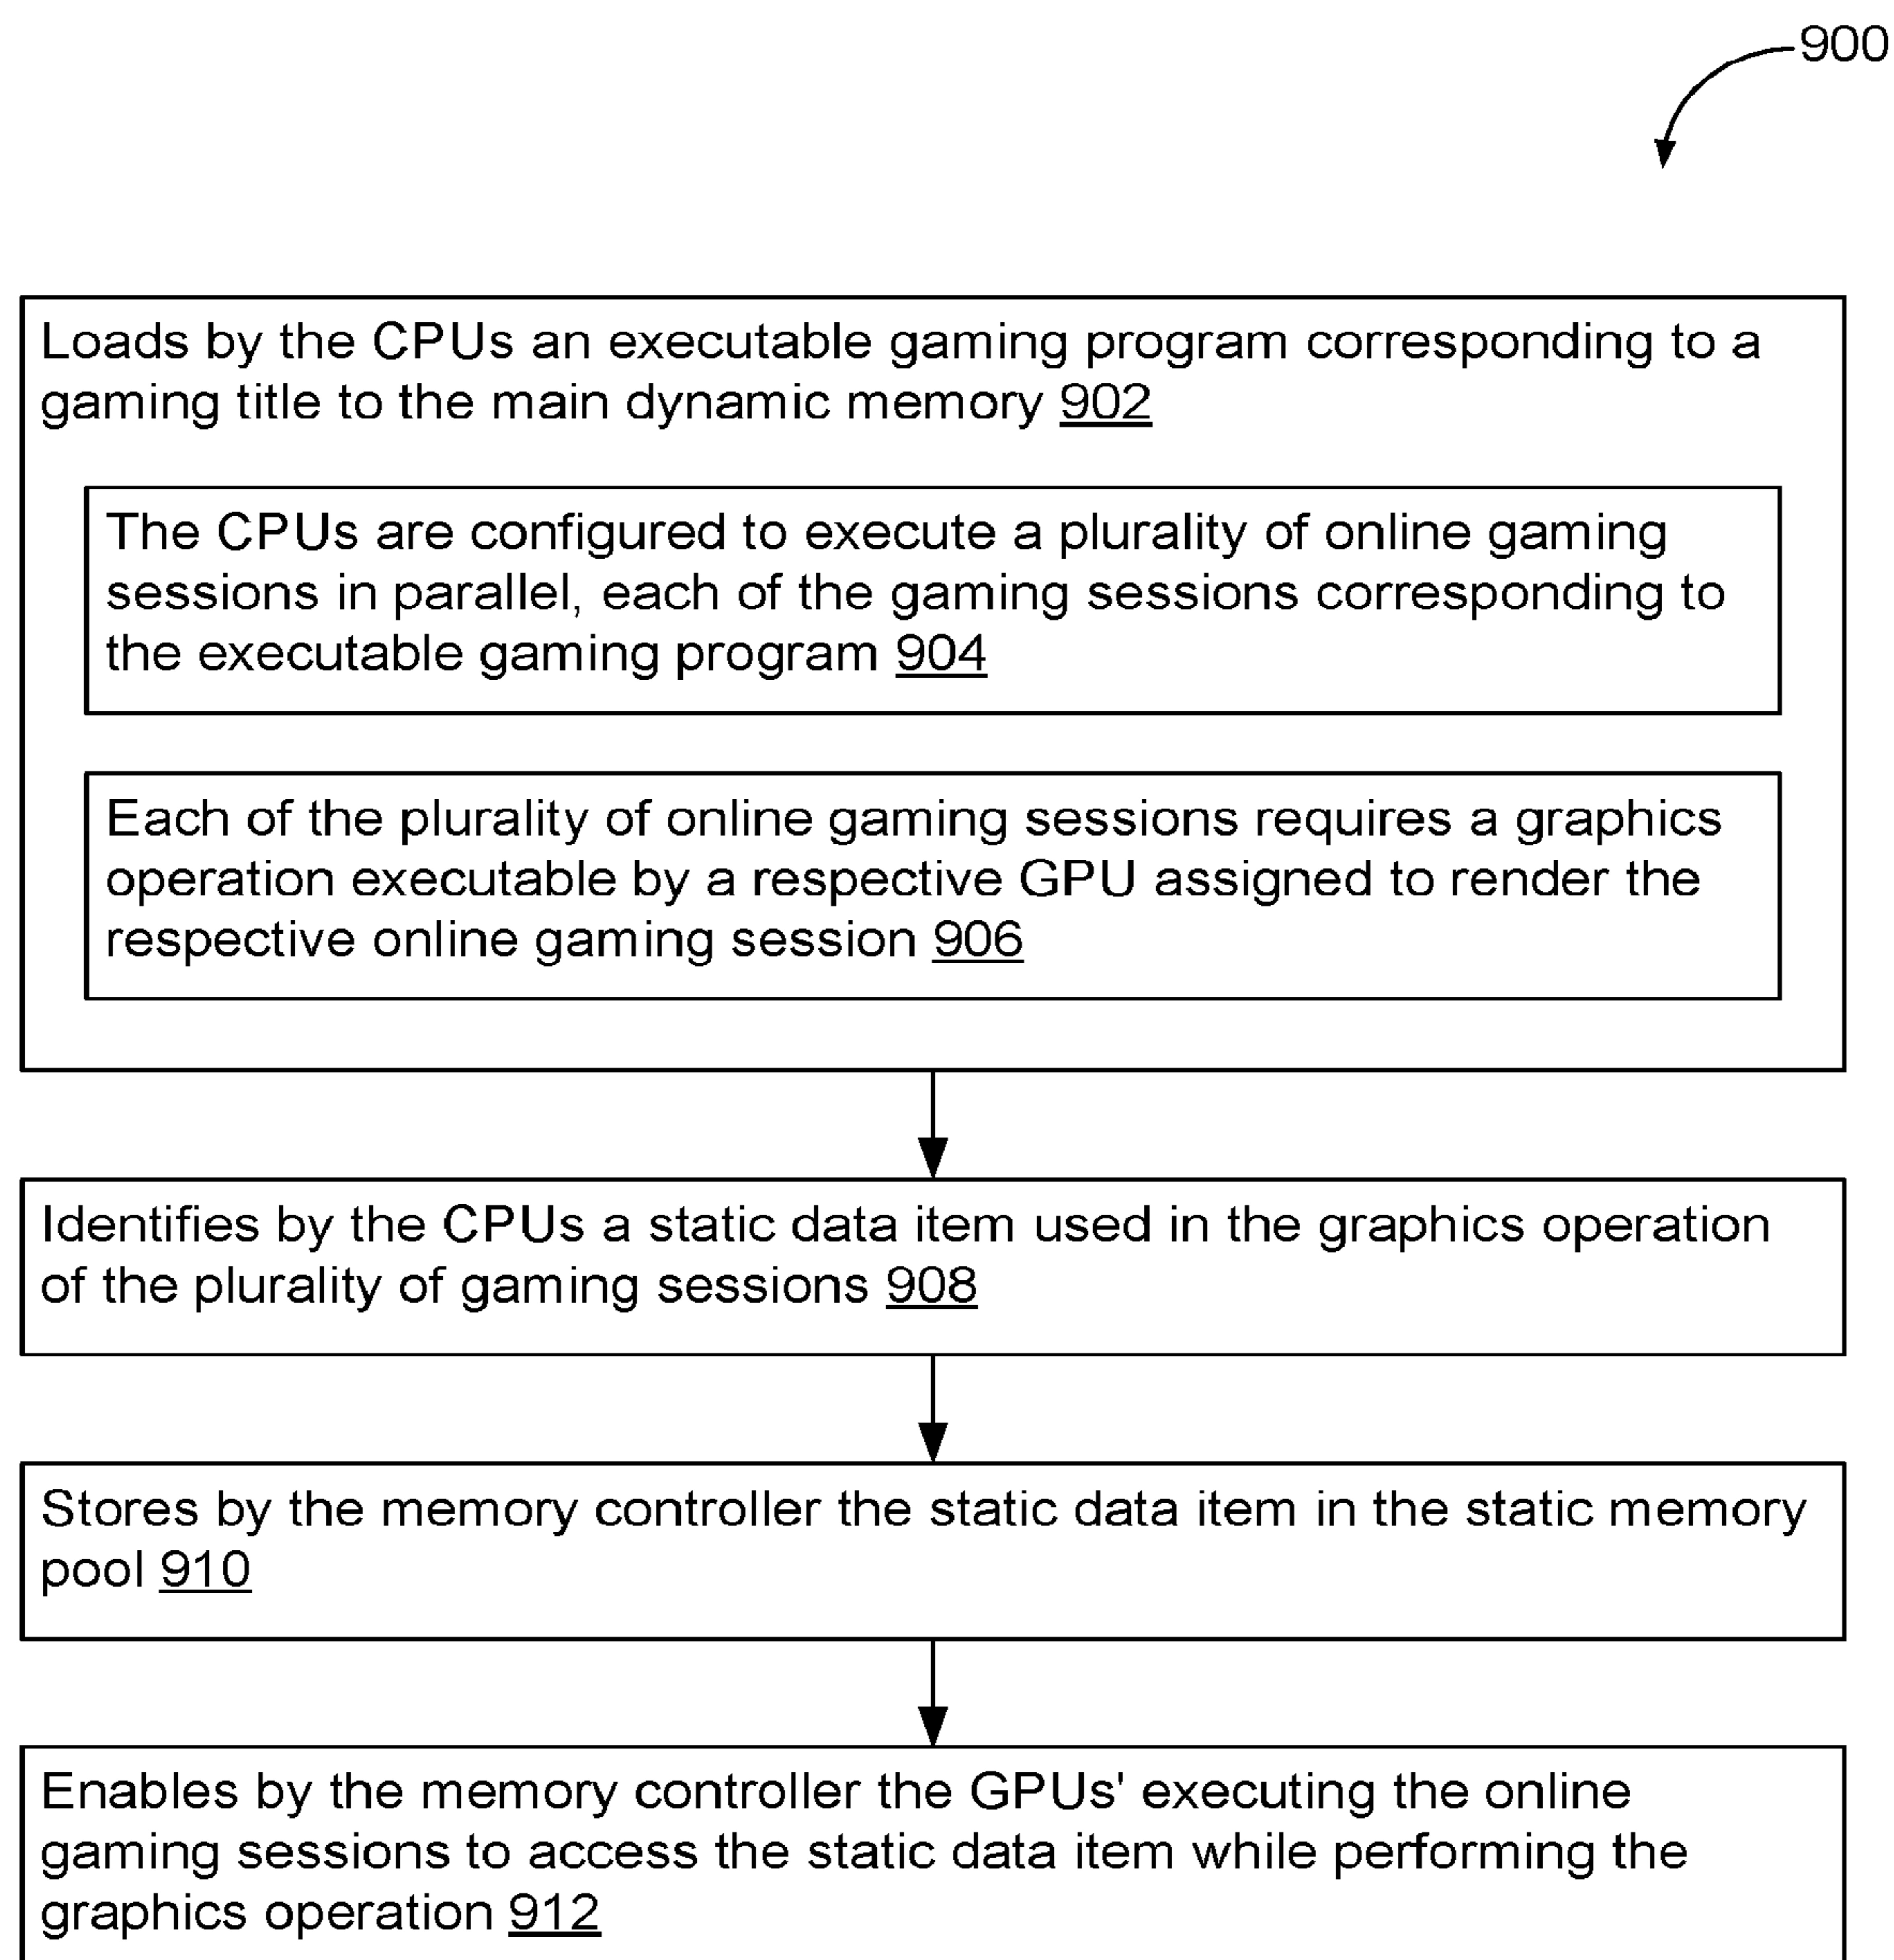 900
Loads by the CPUs an executable gaming program corresponding to a
gaming title to the main dynamic memory 902
The CPUs are configured to execute a plurality of online gaming
sessions in parallel, each of the gaming sessions corresponding to
the executable gaming program 904
Each of the plurality of online gaming sessions requires a graphics
operation executable by a respective GPU assigned to render the
respective online gaming session 906
Identifies by the CPUs a static data item used in the graphics operation
of the plurality of gaming sessions 908
Stores by the memory controller the static data item in the static memory
pool 910
Enables by the memory controller the GPUs' executing the online
gaming sessions to access the static data item while performing the
graphics operation 912